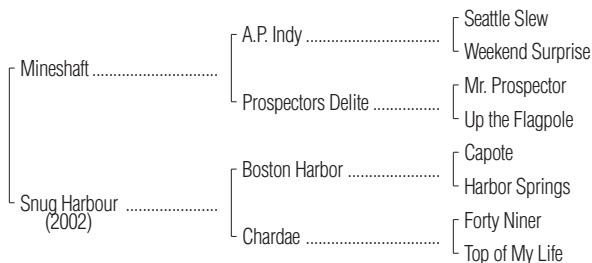 Seattle Slew
A.P. Indy ................................
Weekend Surprise
Mineshaft ..............................
Mr. Prospector
Prospectors Delite ................
Up the Flagpole
Capote
Boston Harbor ......................
Harbor Springs
Snug Harbour ......................
(2002)
Forty Niner
Chardae ................................
Top of My Life